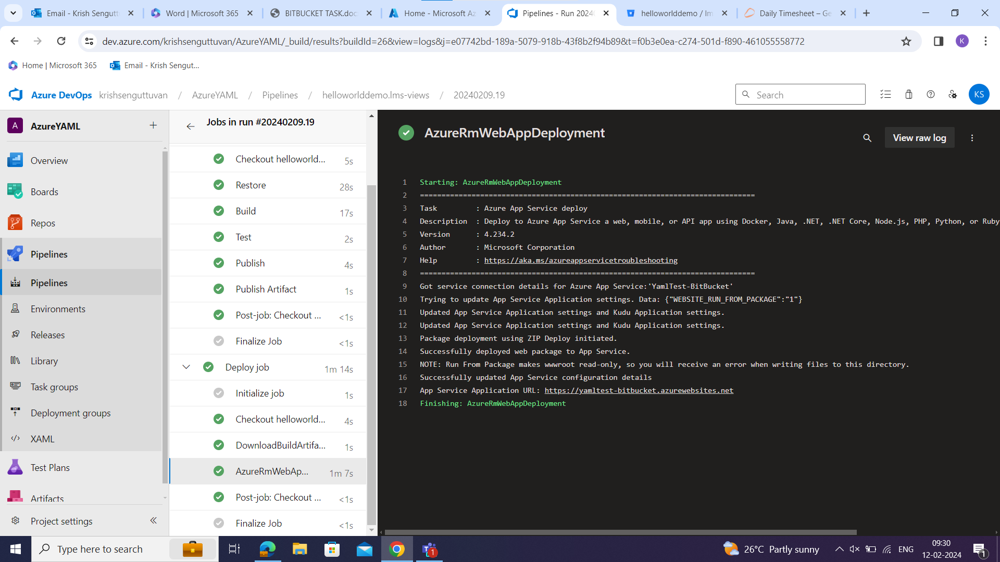 Email - Krish Sengutt
Word | Microsoft 365
BITBUCKET TASK.doc
Home - Microsoft Az
Pipelines - Run 2024
helloworlddemo / lm
Daily Timesheet – Ge
dev.azure.com/krishsenguttuvan/AzureYAML/_build/results?buildId=26&view=logs&j=e07742bd-189a-5079-918b-43f8b2f94b89&t=f0b3e0ea-c274-501d-f890-461055558772
K
Home | Microsoft 365
Email - Krish Sengut...
Azure DevOps krishsenguttuvan / AzureYAML / Pipelines / helloworlddemo.lms-views / 20240209.19
Search
KS
A AzureYAML
Overview
Boards
Repos
Pipelines
Pipelines
Environments
Releases
Library
Task groups
Deployment groups
XAML
Test Plans
Artifacts
Project settings
Jobs in run #20240209.19
Checkout helloworld... 5s
Restore 28s
Build 17s
Test 2s
Publish 4s
Publish Artifact 1s
Post-job: Checkout ... <1s
Finalize Job <1s
Deploy job 1m 14s
Initialize job 1s
Checkout helloworld... 4s
DownloadBuildArtifa... 1s
AzureRmWebAp... 1m 7s
Post-job: Checkout ... <1s
Finalize Job <1s
AzureRmWebAppDeployment
View raw log
1 Starting: AzureRmWebAppDeployment
2 ==============================================================================
3 Task : Azure App Service deploy
4 Description : Deploy to Azure App Service a web, mobile, or API app using Docker, Java, .NET, .NET Core, Node.js, PHP, Python, or Ruby
5 Version : 4.234.2
6 Author : Microsoft Corporation
7 Help : https://aka.ms/azureappservicetroubleshooting
8 ==============================================================================
9 Got service connection details for Azure App Service:'YamlTest-BitBucket'
10 Trying to update App Service Application settings. Data: {"WEBSITE_RUN_FROM_PACKAGE":"1"}
11 Updated App Service Application settings and Kudu Application settings.
12 Updated App Service Application settings and Kudu Application settings.
13 Package deployment using ZIP Deploy initiated.
14 Successfully deployed web package to App Service.
15 NOTE: Run From Package makes wwwroot read-only, so you will receive an error when writing files to this directory.
16 Successfully updated App Service configuration details
17 App Service Application URL: https://yamltest-bitbucket.azurewebsites.net
18 Finishing: AzureRmWebAppDeployment
Type here to search
1
26°C Partly sunny
ENG
09:30
12-02-2024
1